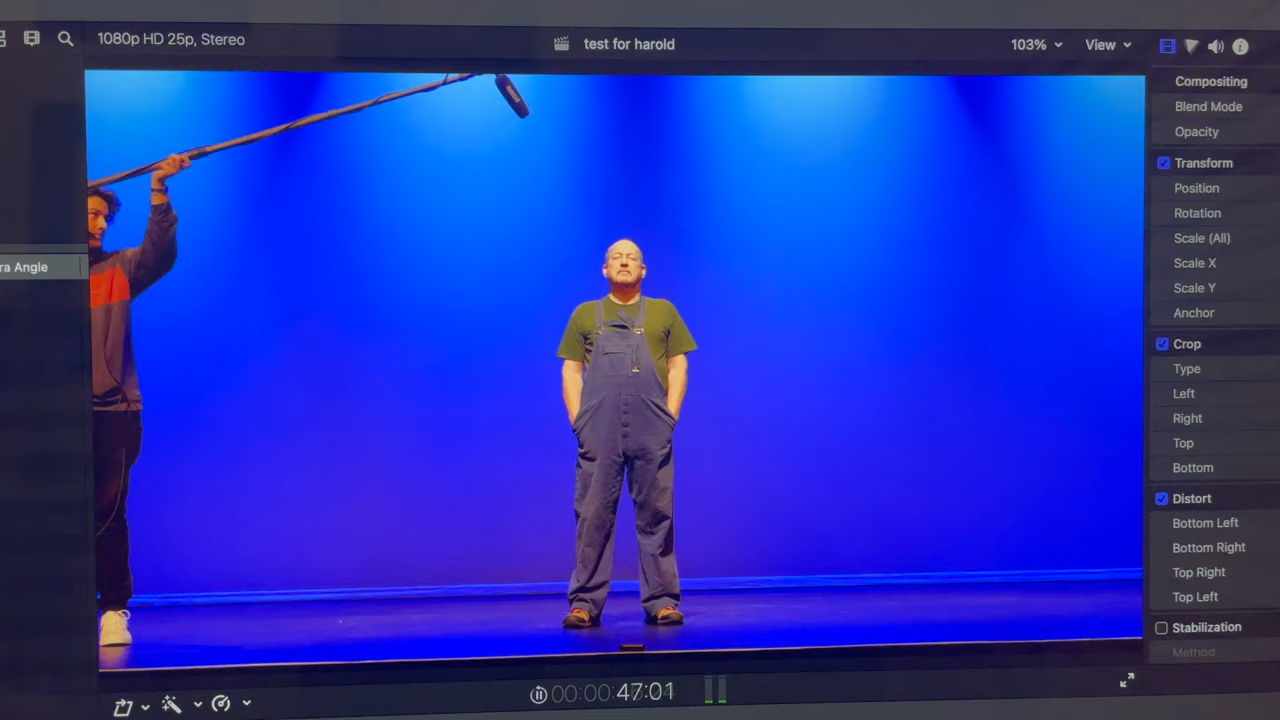 1080p HD 25p, Stereo
test for harold
103%
View
ra Angle
Compositing
Blend Mode
Opacity
Transform
Position
Rotation
Scale (All)
Scale X
Scale Y
Anchor
Crop
Type
Left
Right
Top
Bottom
Distort
Bottom Left
Bottom Right
Top Right
Top Left
Stabilization
Method
00:00: 47:01